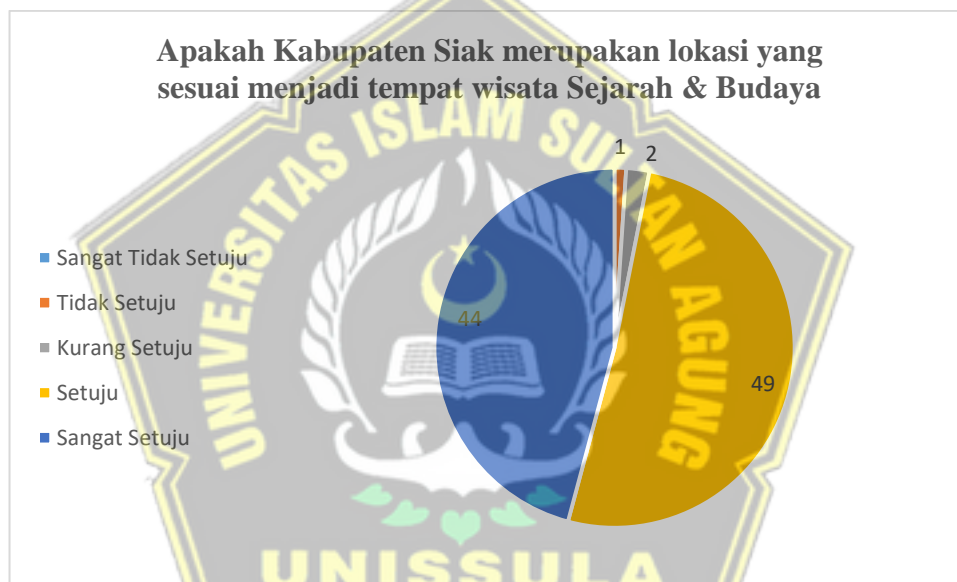 Apakah Kabupaten Siak merupakan lokasi yang
sesuai menjadi tempat wisata Sejarah & Budaya
1
2
49
44
Sangat Tidak Setuju
Tidak Setuju
Kurang Setuju
Setuju
Sangat Setuju
UNIVERSITAS ISLAM SULTAN AGUNG
UNISSULA